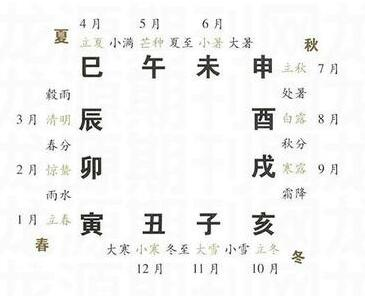 4月 5月 6月
夏 立夏 小满 芒种 夏至 小暑 大暑 秋
巳 午 未 申 立秋 7月
穀雨 处暑
3月 清明 辰 酉 白露 8月
春分 秋分
2月 惊蛰 卯 戌 寒露 9月
雨水 霜降
1月 立春 寅 丑 子 亥
春 大寒 小寒 冬至 大雪 小雪 立冬 冬
12月 11月 10月